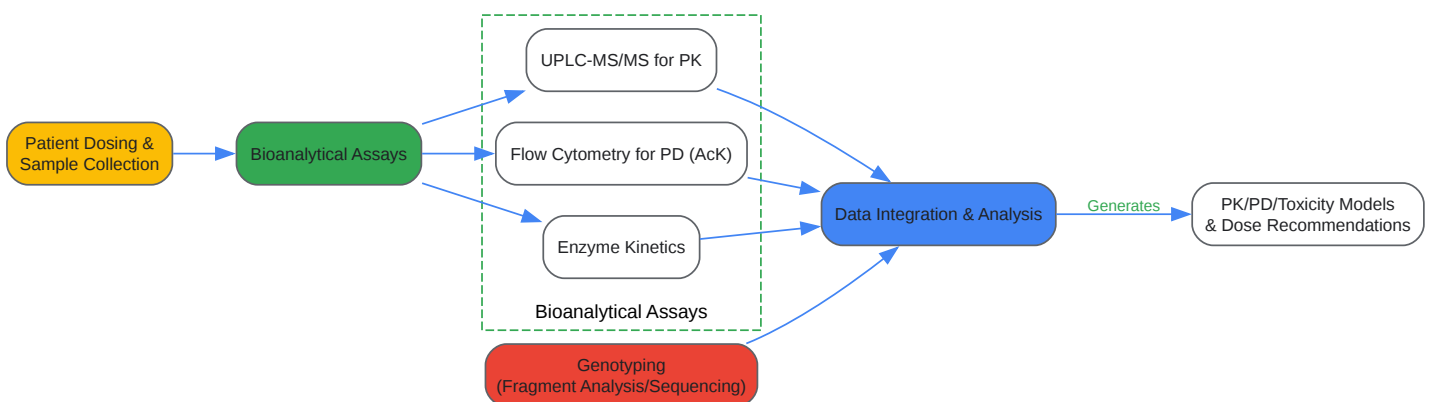 Patient Dosing &
Sample Collection
Bioanalytical Assays
UPLC-MS/MS for PK
Flow Cytometry for PD (AcK)
Enzyme Kinetics
Bioanalytical Assays
Genotyping
(Fragment Analysis/Sequencing)
Data Integration & Analysis
Generates
PK/PD/Toxicity Models
& Dose Recommendations